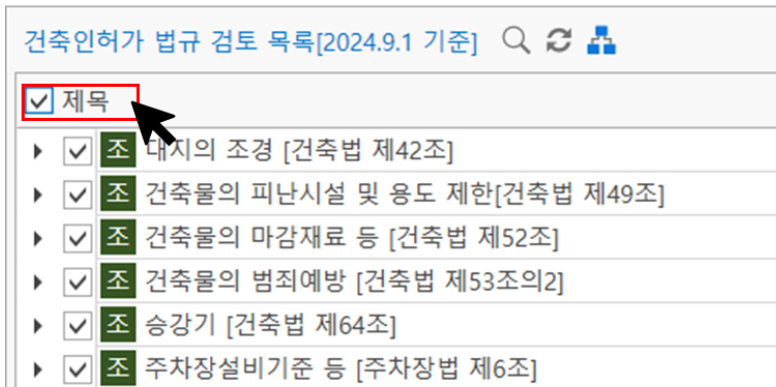 건축인허가 법규 검토 목록[2024.9.1 기준]
제목
조 대지의 조경 [건축법 제42조]
조 건축물의 피난시설 및 용도 제한[건축법 제49조]
조 건축물의 마감재료 등 [건축법 제52조]
조 건축물의 범죄예방 [건축법 제53조의2]
조 승강기 [건축법 제64조]
조 주차장설비기준 등 [주차장법 제6조]